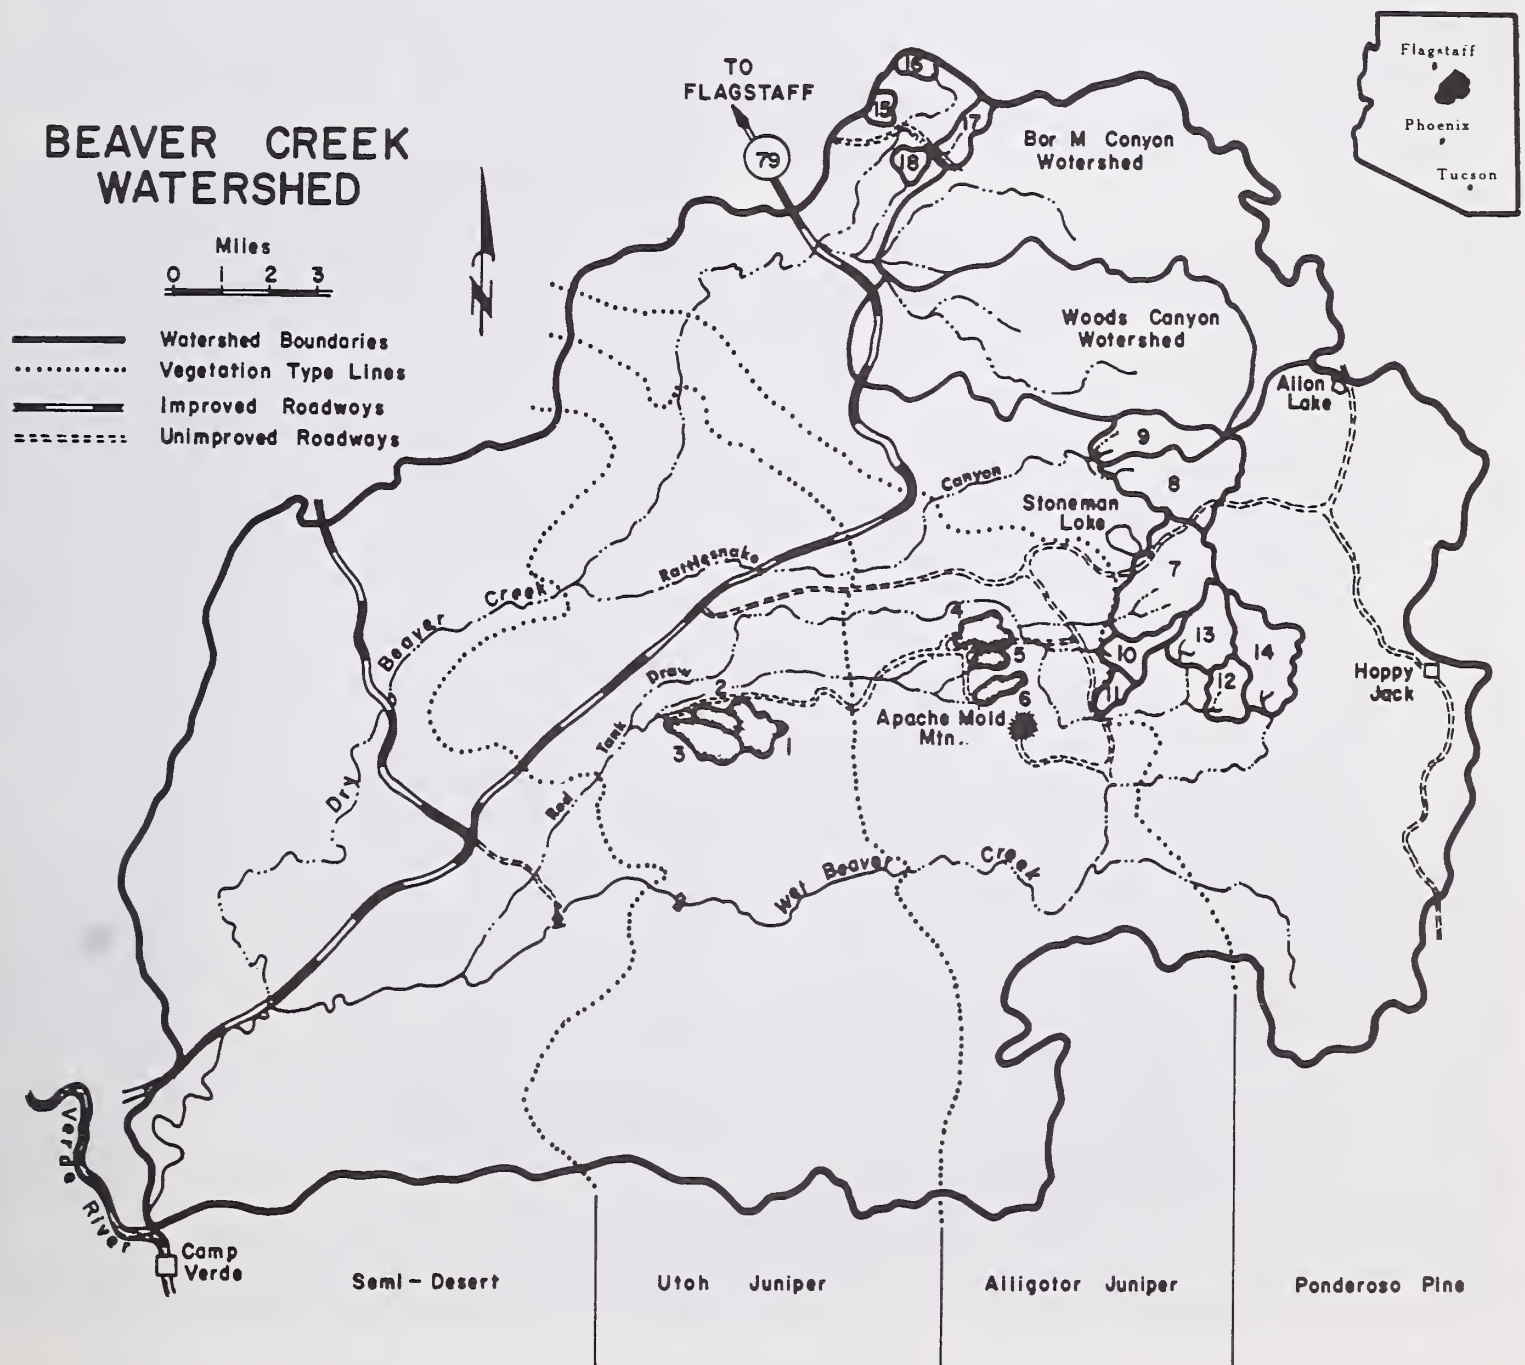 BEAVER CREEK
WATERSHED
Miles
0 1 2 3
N
Watershed Boundaries
Vegetation Type Lines
Improved Roadways
Unimproved Roadways
TO
FLAGSTAFF
79
Flagstaff
Phoenix
Tucson
16
15
17
18
Bar M Canyon
Watershed
Woods Canyon
Watershed
Allon
Lake
9
8
Canyon
Stoneman
Lake
7
Rattlesnake
Beaver Creek
Dry
4
5
6
10
11
13
14
12
Hoppy
Jack
Draw
Tank
Rod
2
3
1
Apache Moid
Mtn..
Wet Beaver Creek
Verde River
Camp
Verde
Semi-Desert
Utah Juniper
Alligator Juniper
Ponderosa Pine